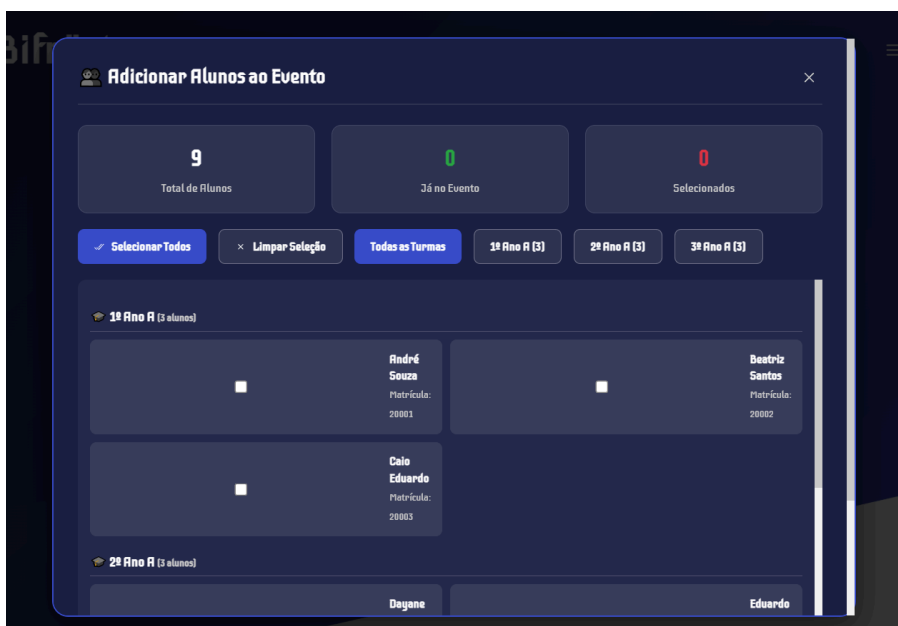 Adicionar Alunos ao Evento
9
Total de Alunos
0
Já no Evento
0
Selecionados
Selecionar Todos
Limpar Seleção
Todas as Turmas
1º Ano A (3)
2º Ano A (3)
3º Ano A (3)
1º Ano A (3 alunos)
André
Souza
Matrícula:
20001
Beatriz
Santos
Matrícula:
20002
Caio
Eduardo
Matrícula:
20003
2º Ano A (3 alunos)
Dayane
Eduardo